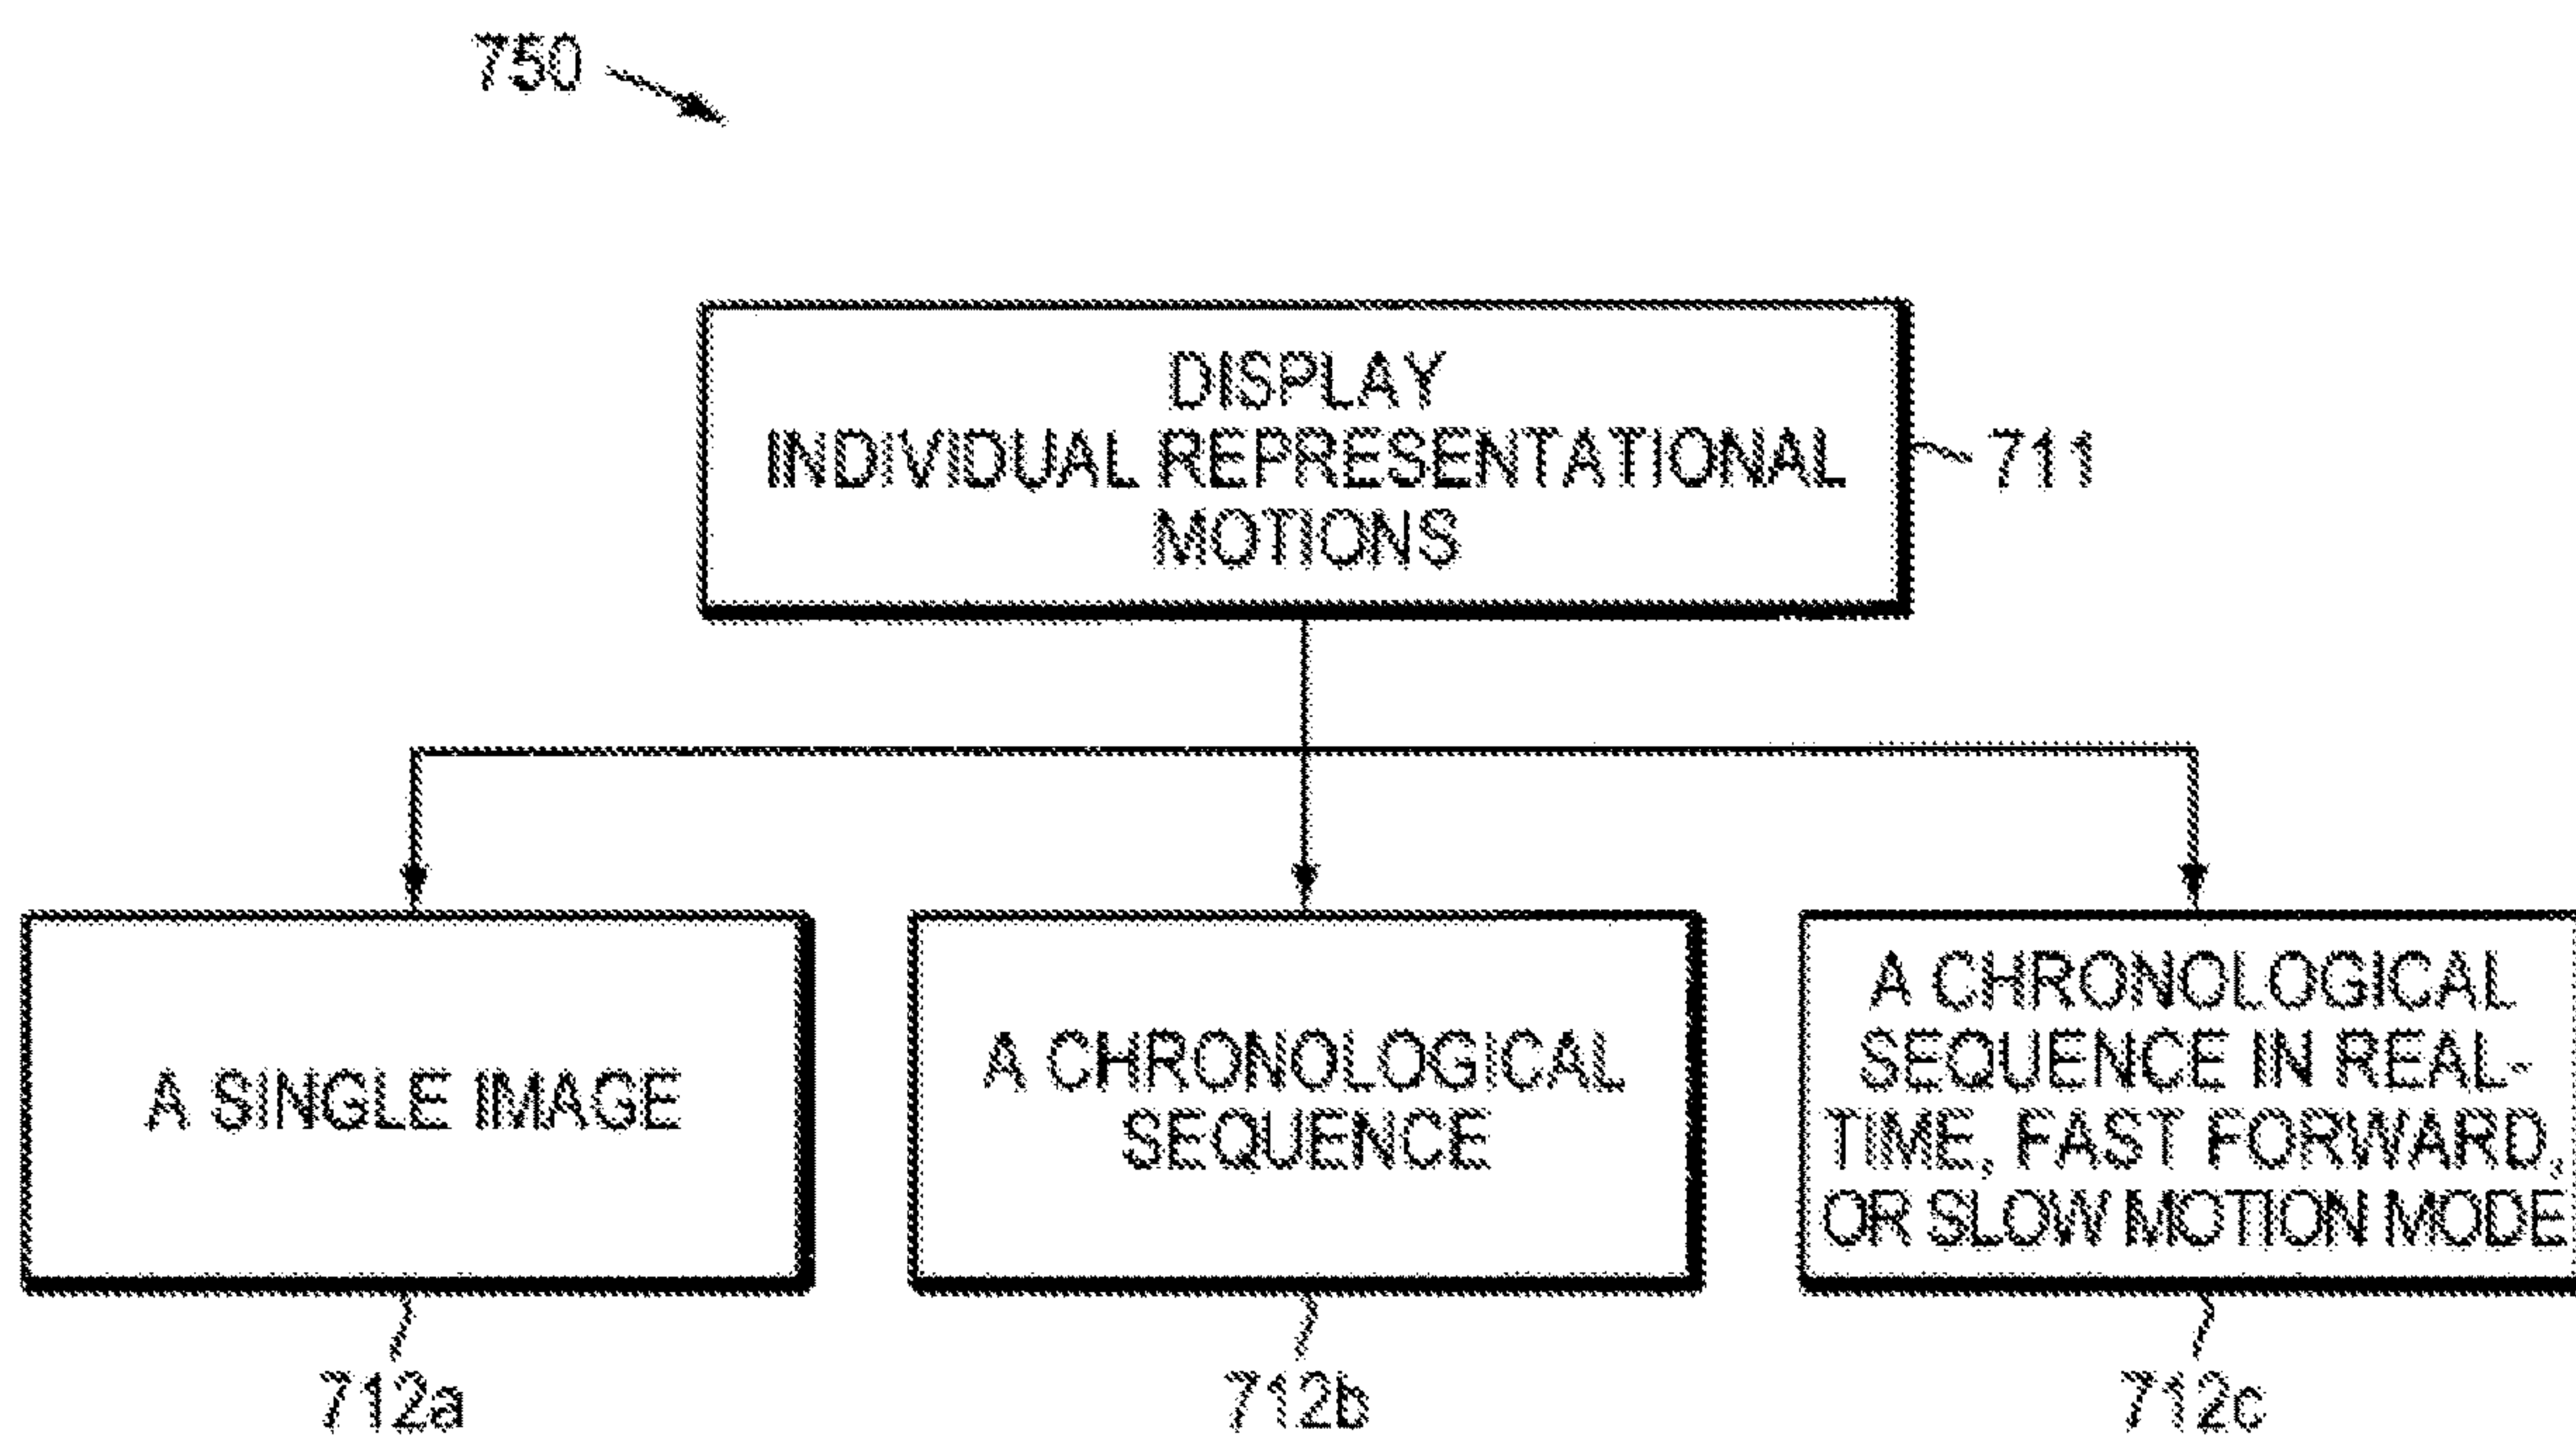 750
DISPLAY
INDIVIDUAL REPRESENTATIONAL
MOTIONS
711
A SINGLE IMAGE
A CHRONOLOGICAL
SEQUENCE
A CHRONOLOGICAL
SEQUENCE IN REAL-
TIME, FAST FORWARD,
OR SLOW MOTION MODE
712a
712b
712c